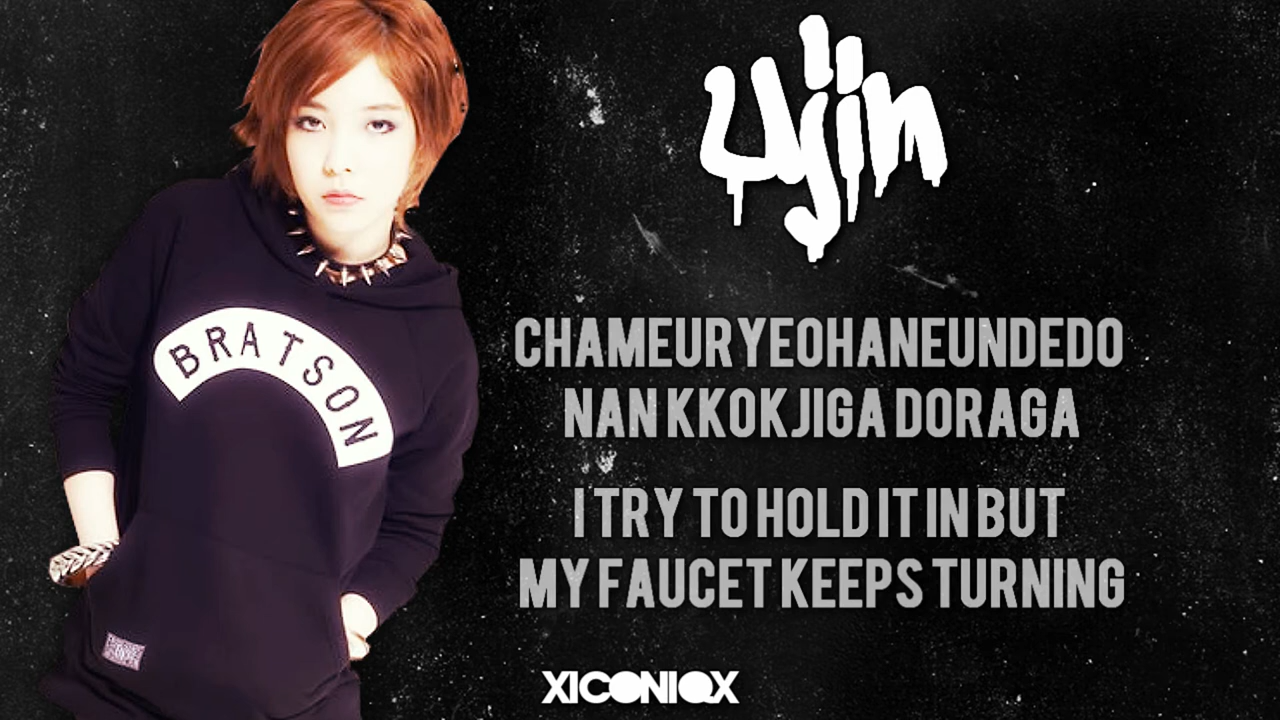 BRATSON
Ujin
CHAMEURYEOHANEUNDEDO
NAN KKOKJIGA DORAGA
I TRY TO HOLD IT IN BUT
MY FAUCET KEEPS TURNING
XICONIQX